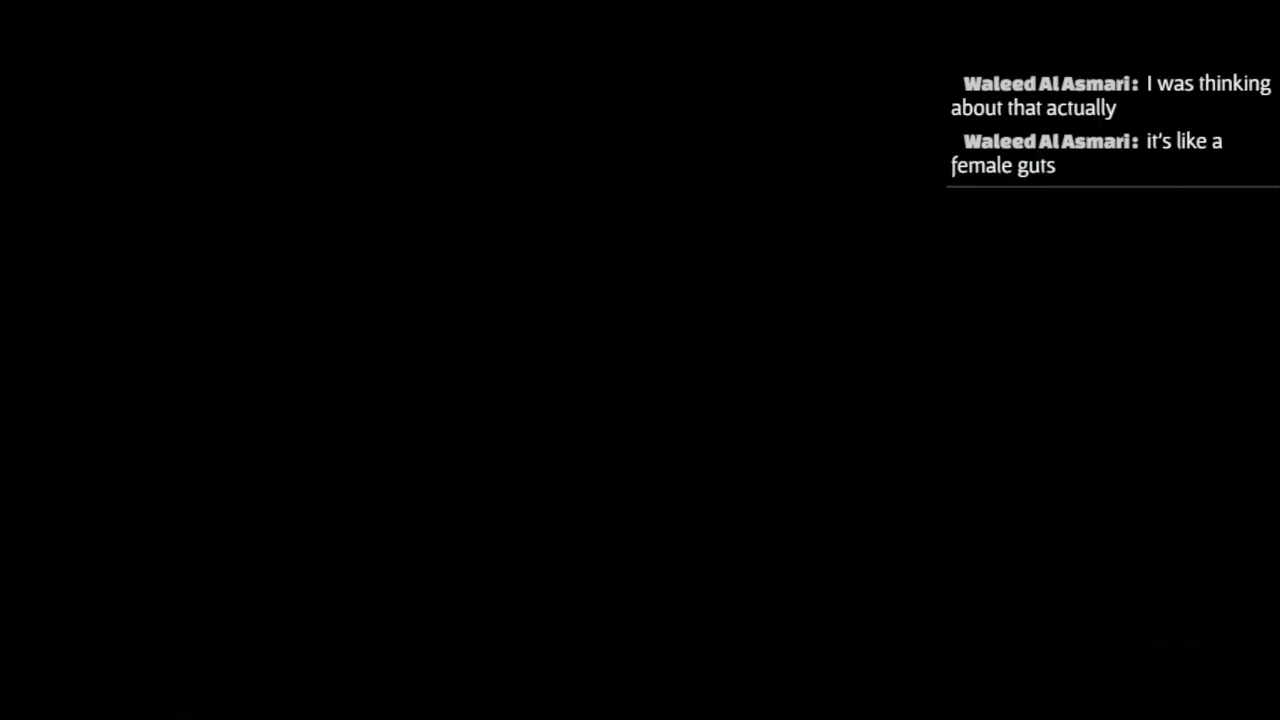 Waleed Al Asmari: I was thinking
about that actually
Waleed Al Asmari: it's like a
female guts